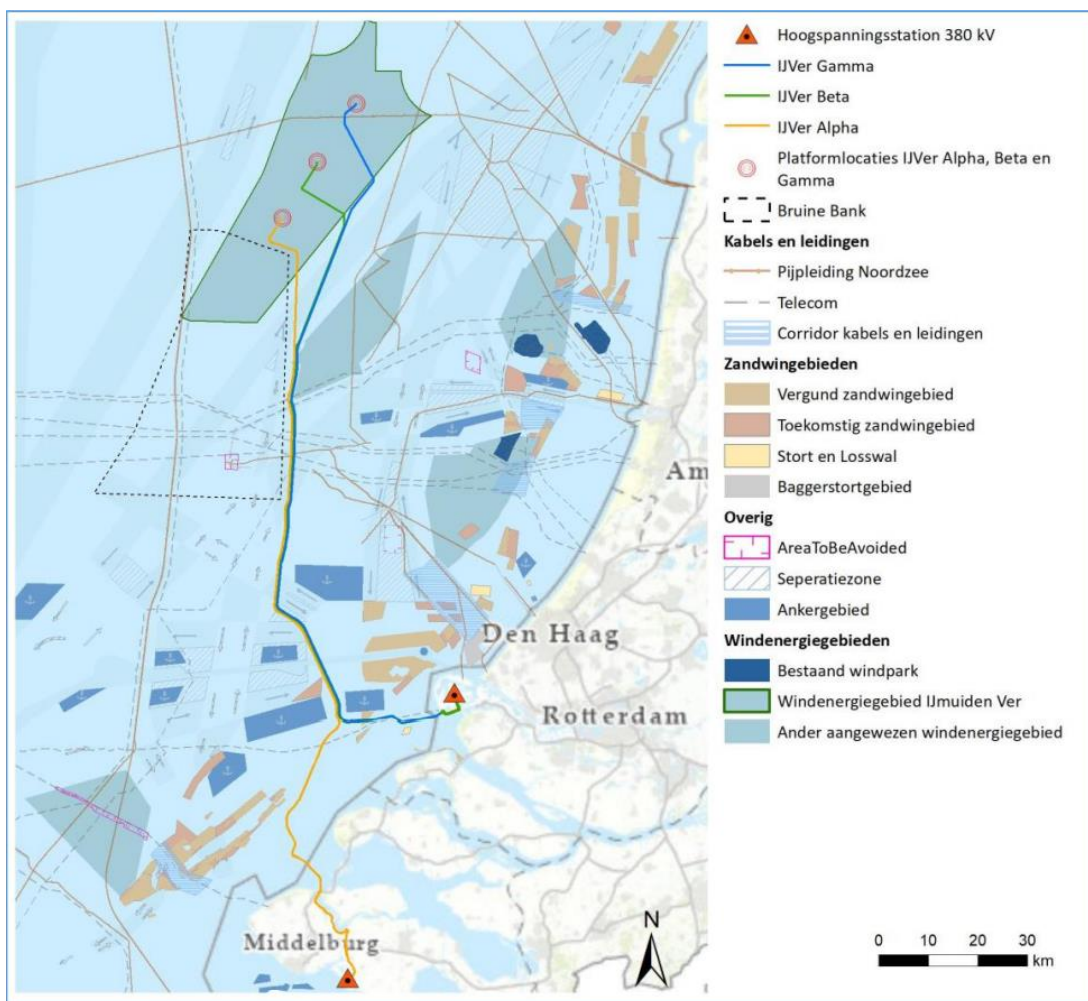 Hoogspanningsstation 380 kV
IJVer Gamma
IJVer Beta
IJVer Alpha
Platformlocaties IJVer Alpha, Beta en
Gamma
Bruine Bank
Kabels en leidingen
Pijpleiding Noordzee
Telecom
Corridor kabels en leidingen
Zandwingebieden
Vergund zandwingebied
Toekomstig zandwingebied
Stort en Losswal
Baggerstortgebied
Overig
AreaToBeAvoided
Seperatiezone
Ankergebied
Windenergiegebieden
Bestaand windpark
Windenergiegebied IJmuiden Ver
Ander aangewezen windenergiegebied
Am
Den Haag
Rotterdam
Middelburg
N
0 10 20 30
km